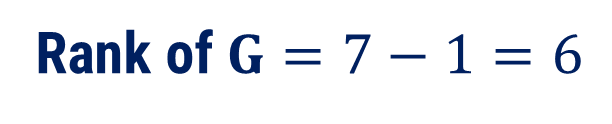 Rank of G = 7 − 1 = 6